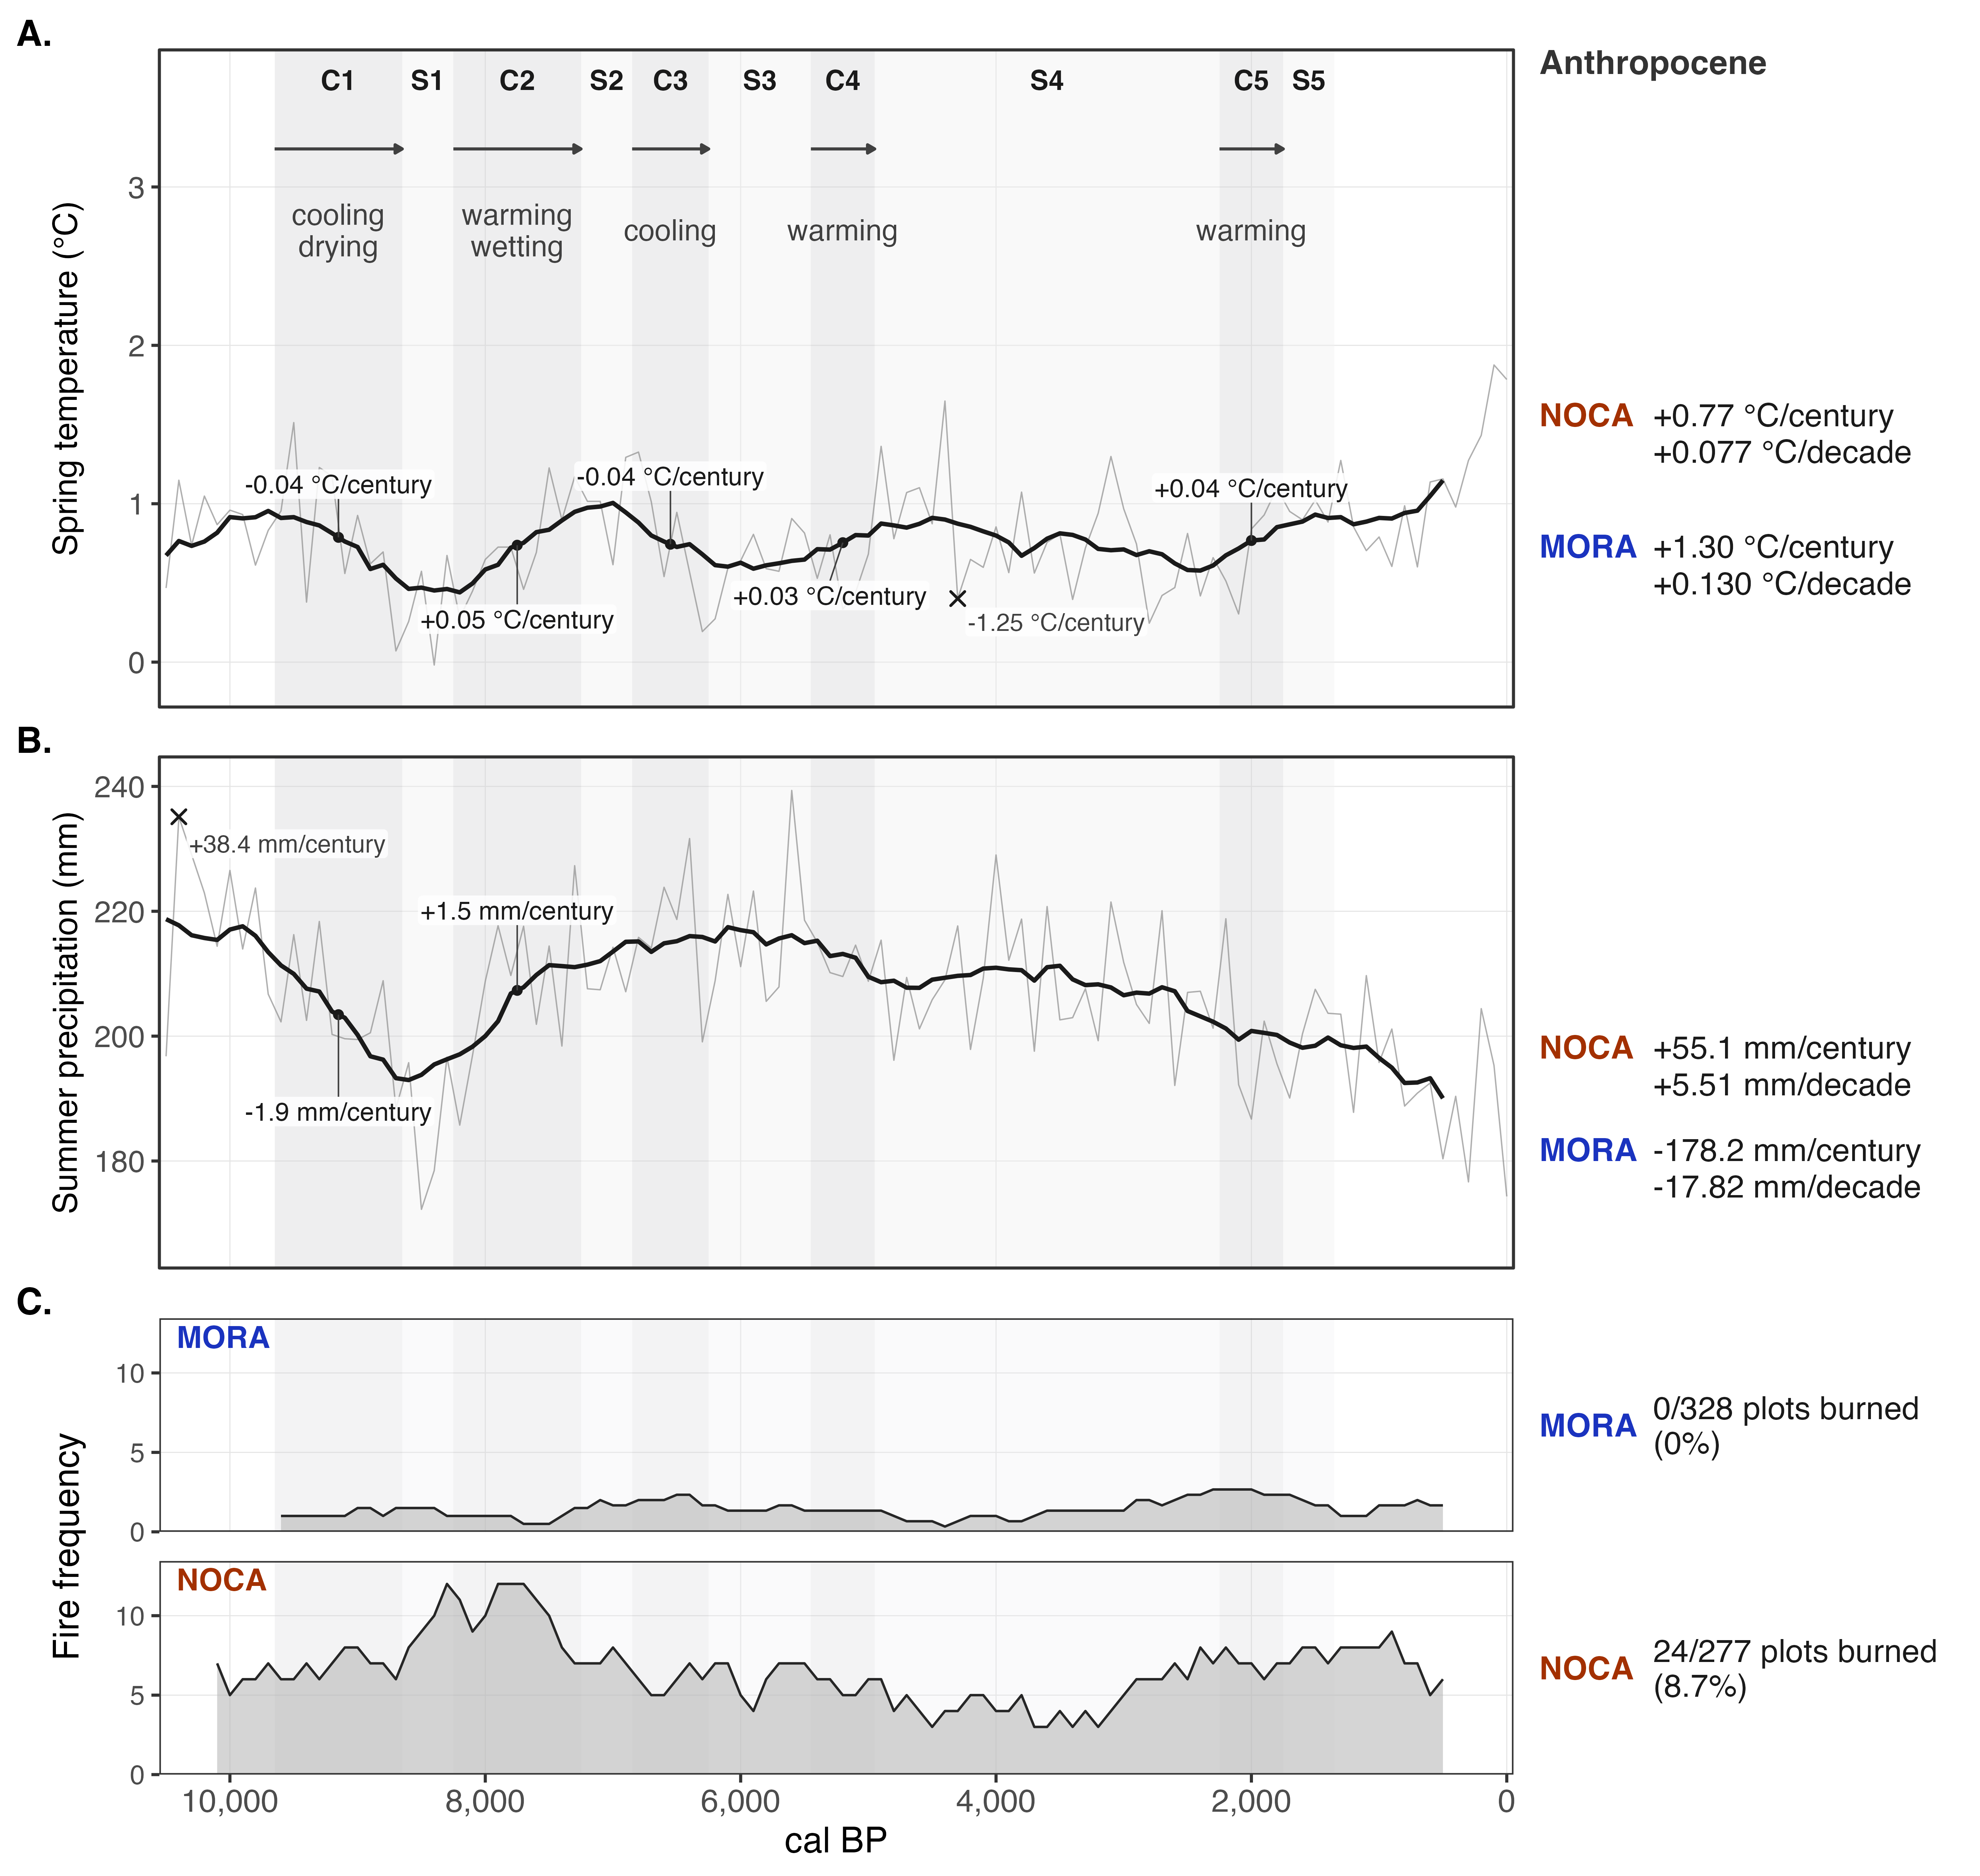 A.
C1 S1 C2 S2 C3 S3 C4 S4 C5 S5
Anthropocene
cooling
drying
warming
wetting
cooling
warming
warming
Spring temperature (°C)
3
2
1
0
-0.04 °C/century
+0.05 °C/century
-0.04 °C/century
+0.03 °C/century
-1.25 °C/century
+0.04 °C/century
NOCA +0.77 °C/century
+0.077 °C/decade
MORA +1.30 °C/century
+0.130 °C/decade
B.
Summer precipitation (mm)
240
220
200
180
+38.4 mm/century
+1.5 mm/century
-1.9 mm/century
NOCA +55.1 mm/century
+5.51 mm/decade
MORA -178.2 mm/century
-17.82 mm/decade
C.
Fire frequency
MORA
10
5
0
MORA 0/328 plots burned
(0%)
NOCA
10
5
0
NOCA 24/277 plots burned
(8.7%)
10,000 8,000 6,000 4,000 2,000 0
cal BP